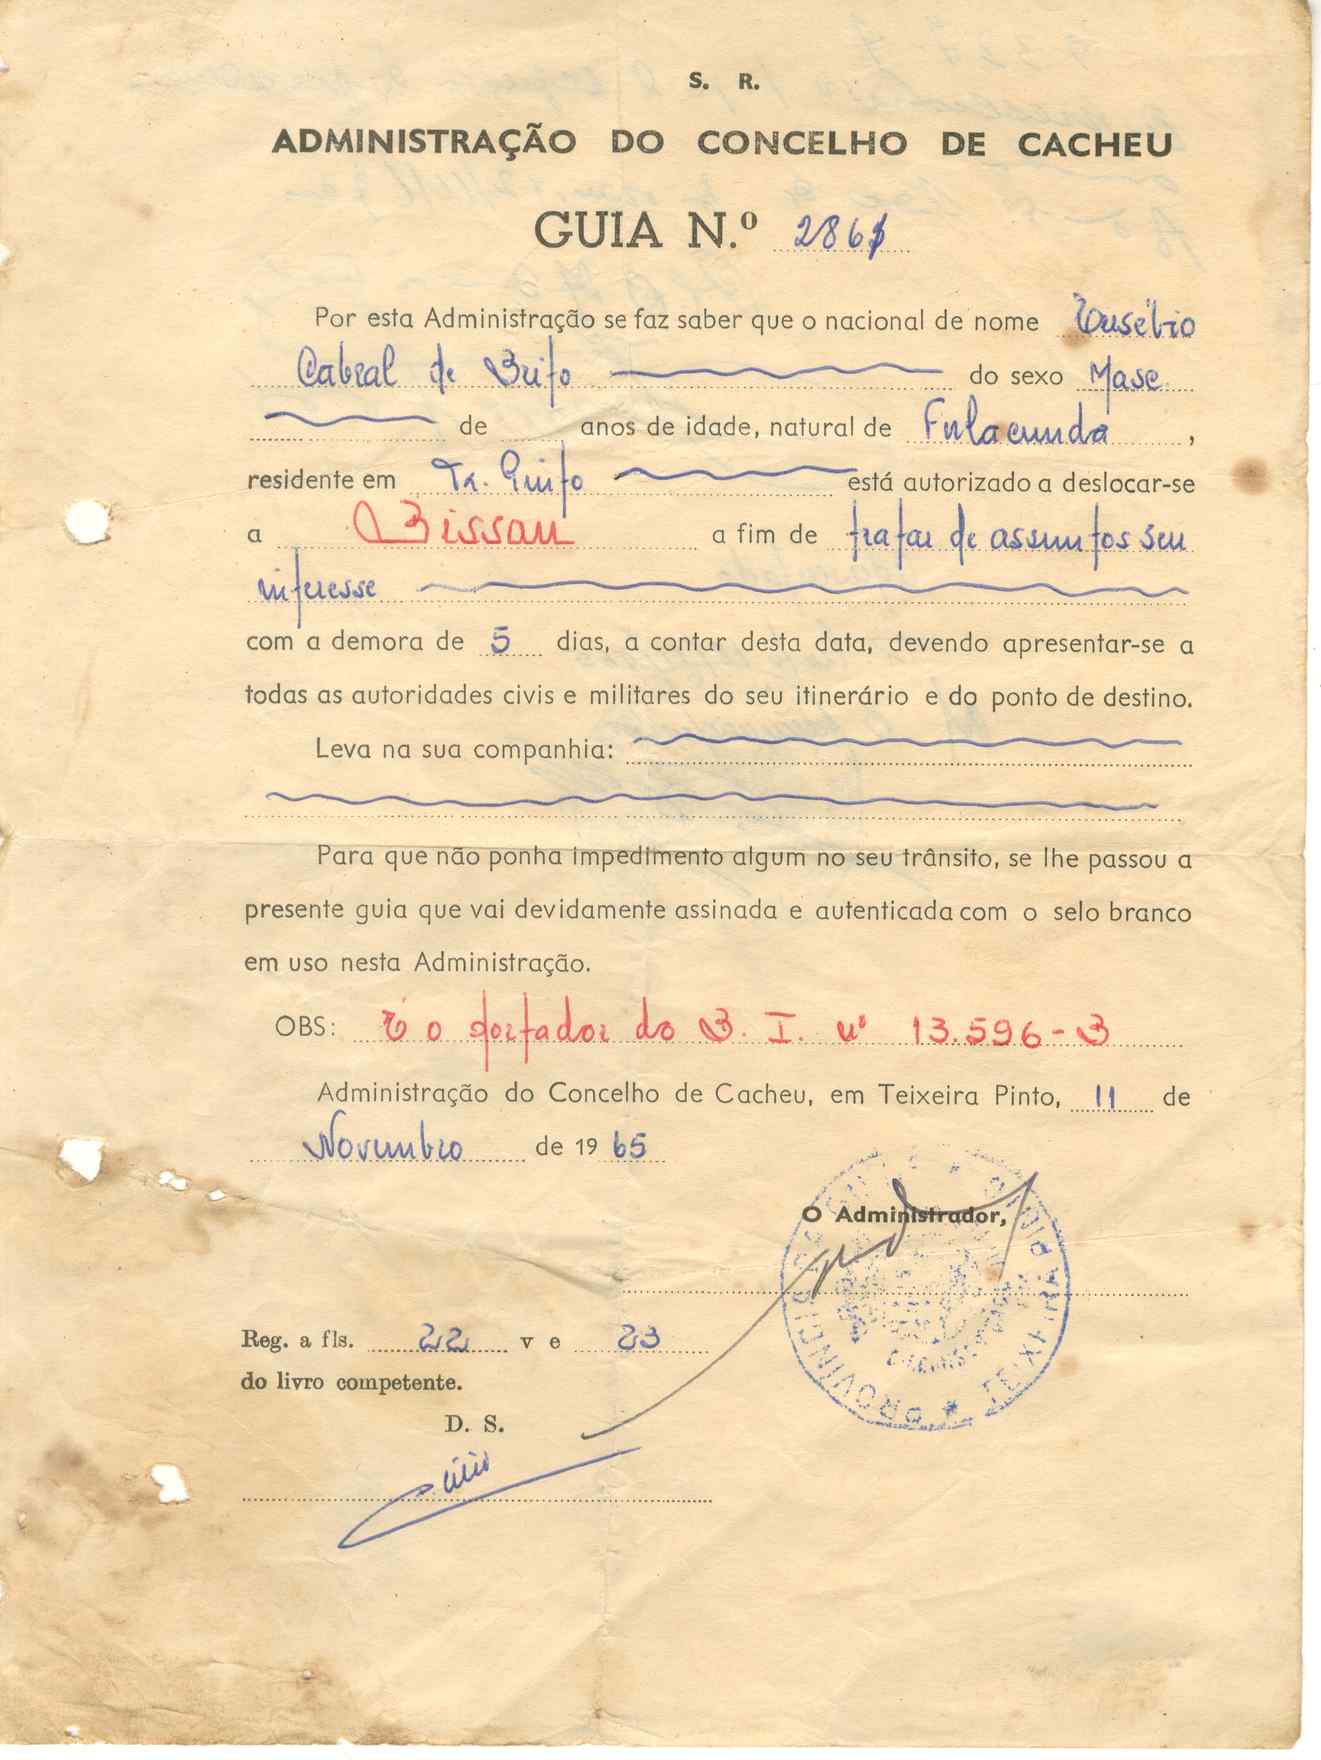 S. R.
ADMINISTRAÇÃO DO CONCELHO DE CACHEU
GUIA N.º 2861
Por esta Administração se faz saber que o nacional de nome Eusébio
Cabral de Brito do sexo Masc.
de anos de idade, natural de Fulacunda ,
residente em Tx. Pinto está autorizado a deslocar-se
a Bissau a fim de tratar de assuntos seu
interesse
com a demora de 5 dias, a contar desta data, devendo apresentar-se a
todas as autoridades civis e militares do seu itinerário e do ponto de destino.
Leva na sua companhia:
Para que não ponha impedimento algum no seu trânsito, se lhe passou a
presente guia que vai devidamente assinada e autenticada com o selo branco
em uso nesta Administração.
OBS: É o portador do B. I. nº 13.596-B
Administração do Concelho de Cacheu, em Teixeira Pinto, 11 de
Novembro de 19 65
O Administrador,
Reg. a fls. 22 v e 23
do livro competente.
D. S.